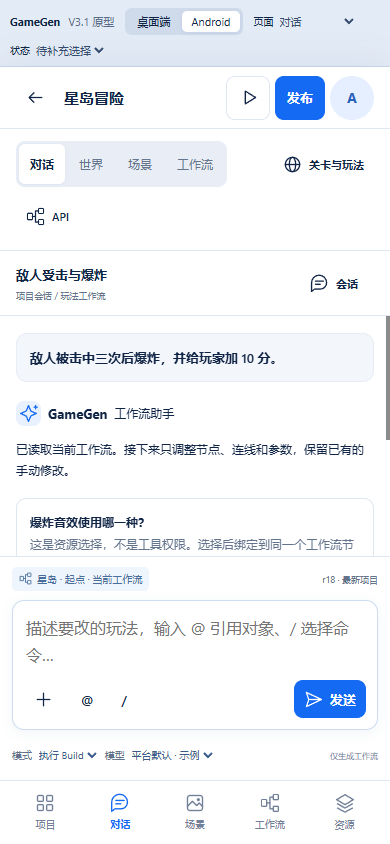 GameGen V3.1 原型 桌面端 Android 页面 对话
状态 待补充选择
星岛冒险 发布 A
对话 世界 场景 工作流 关卡与玩法
API
敌人受击与爆炸
项目会话 / 玩法工作流
会话
敌人被击中三次后爆炸，并给玩家加 10 分。
GameGen 工作流助手
已读取当前工作流。接下来只调整节点、连线和参数，保留已有的
手动修改。
爆炸音效使用哪一种？
这是资源选择，不是工具权限。选择后绑定到同一个工作流节
星岛 · 起点 · 当前工作流 r18 · 最新项目
描述要改的玩法，输入 @ 引用对象、/ 选择命
令...
@ / 发送
模式 执行 Build 模型 平台默认 · 示例 仅生成工作流
项目 对话 场景 工作流 资源